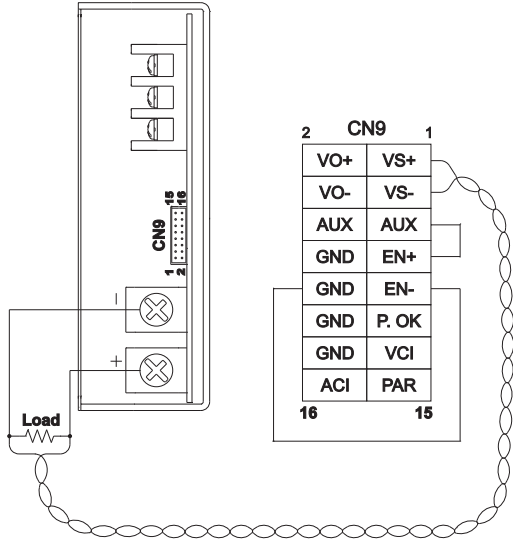 15
16
CN9
1
2
-
+
Load
2 CN9 1
VO+ VS+
VO- VS-
AUX AUX
GND EN+
GND EN-
GND P. OK
GND VCI
ACI PAR
16 15